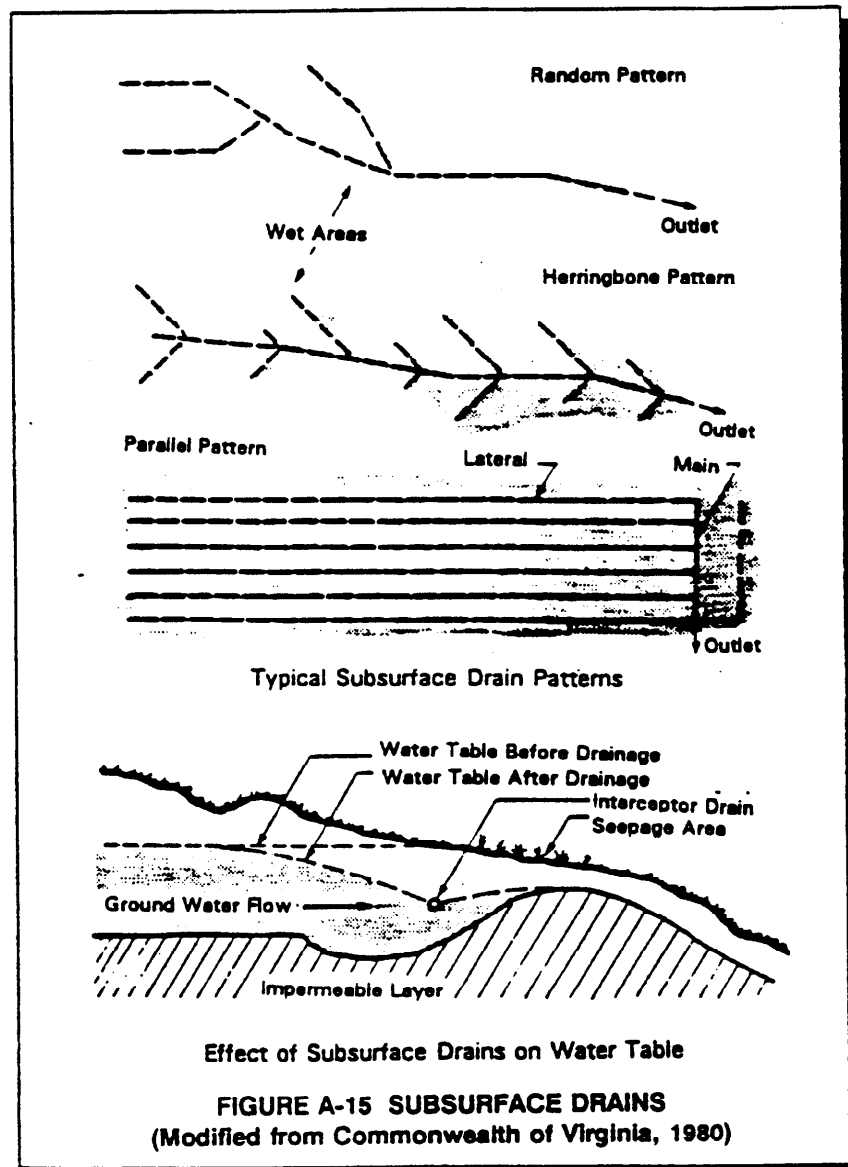 Random Pattern
Wet Areas
Outlet
Herringbone Pattern
Outlet
Parallel Pattern
Lateral
Main
Outlet
Typical Subsurface Drain Patterns
Water Table Before Drainage
Water Table After Drainage
Interceptor Drain
Seepage Area
Ground Water Flow
Impermeable Layer
Effect of Subsurface Drains on Water Table
FIGURE A-15 SUBSURFACE DRAINS
(Modified from Commonwealth of Virginia, 1980)